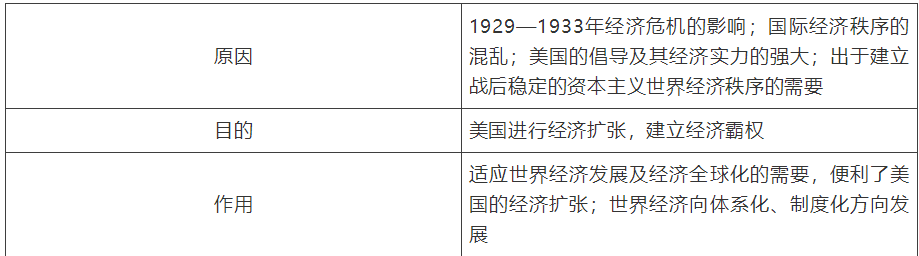 原因
1929—1933年经济危机的影响；国际经济秩序的
混乱；美国的倡导及其经济实力的强大；出于建立
战后稳定的资本主义世界经济秩序的需要
目的
美国进行经济扩张，建立经济霸权
作用
适应世界经济发展及经济全球化的需要，便利了美
国的经济扩张；世界经济向体系化、制度化方向发
展